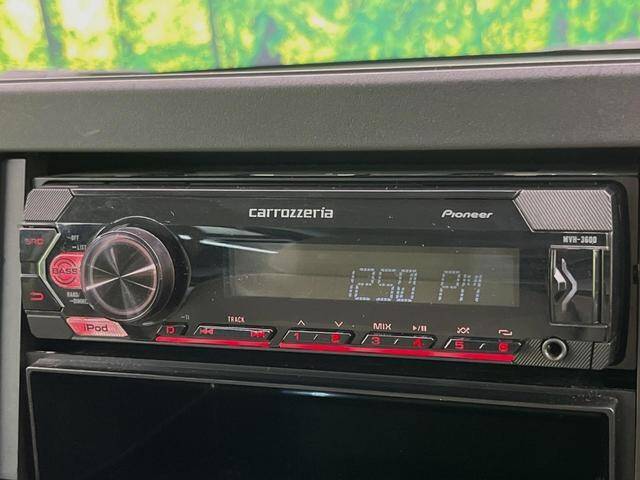 carrozzeria
Pioneer
MVH-3600
SRC
OFF
LIST
BASS
BAND/
DIMMER
iPod
D
TRACK
MIX
1 2 3 4 5 6
12:50 PM